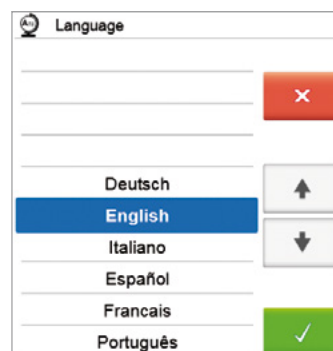 Language
Deutsch
English
Italiano
Español
Francais
Português